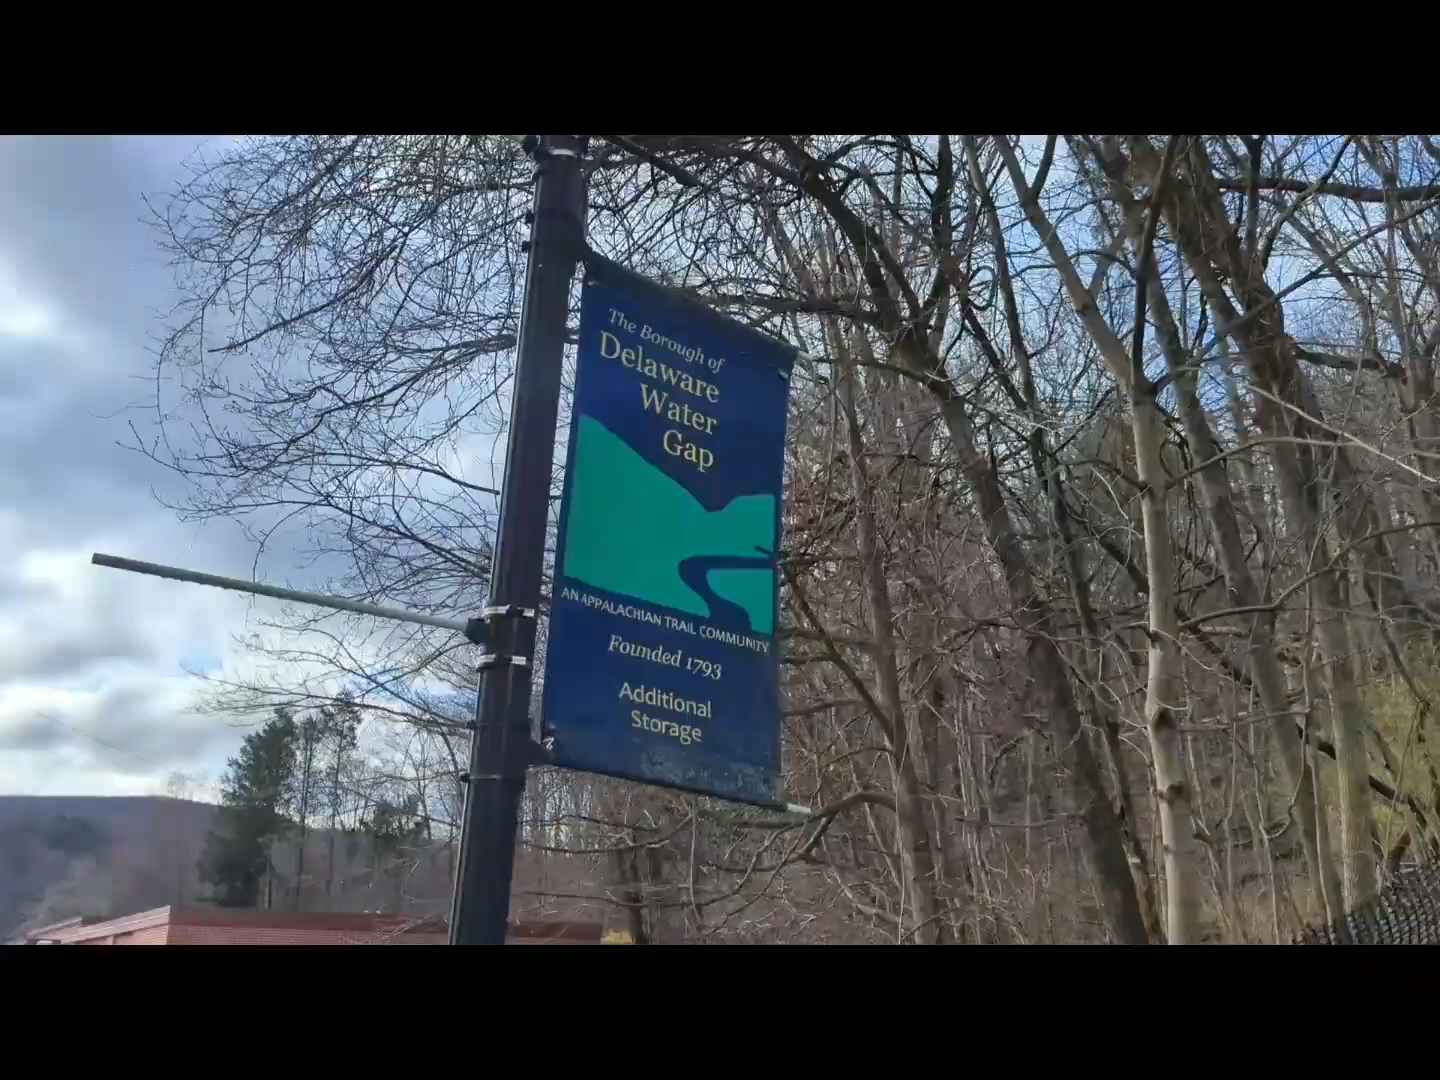 The Borough of
Delaware
Water
Gap
AN APPALACHIAN TRAIL COMMUNITY
Founded 1793
Additional
Storage